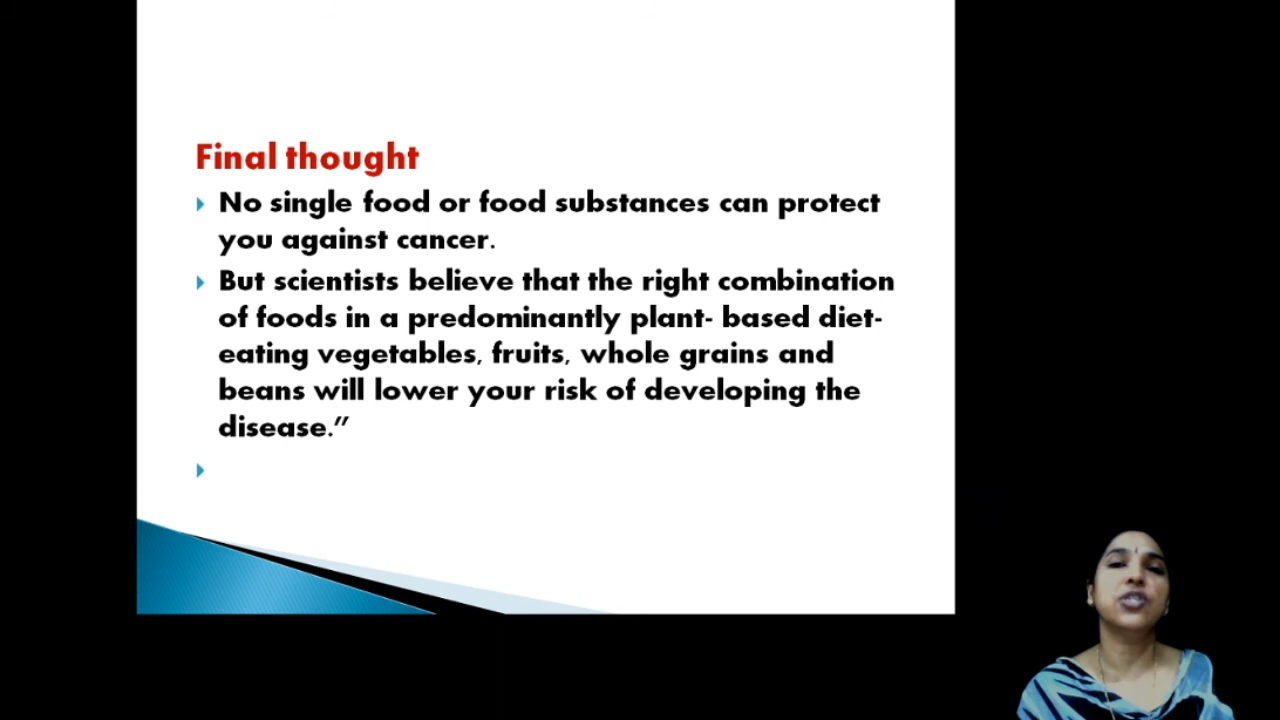 Final thought
No single food or food substances can protect
you against cancer.
But scientists believe that the right combination
of foods in a predominantly plant- based diet-
eating vegetables, fruits, whole grains and
beans will lower your risk of developing the
disease.”